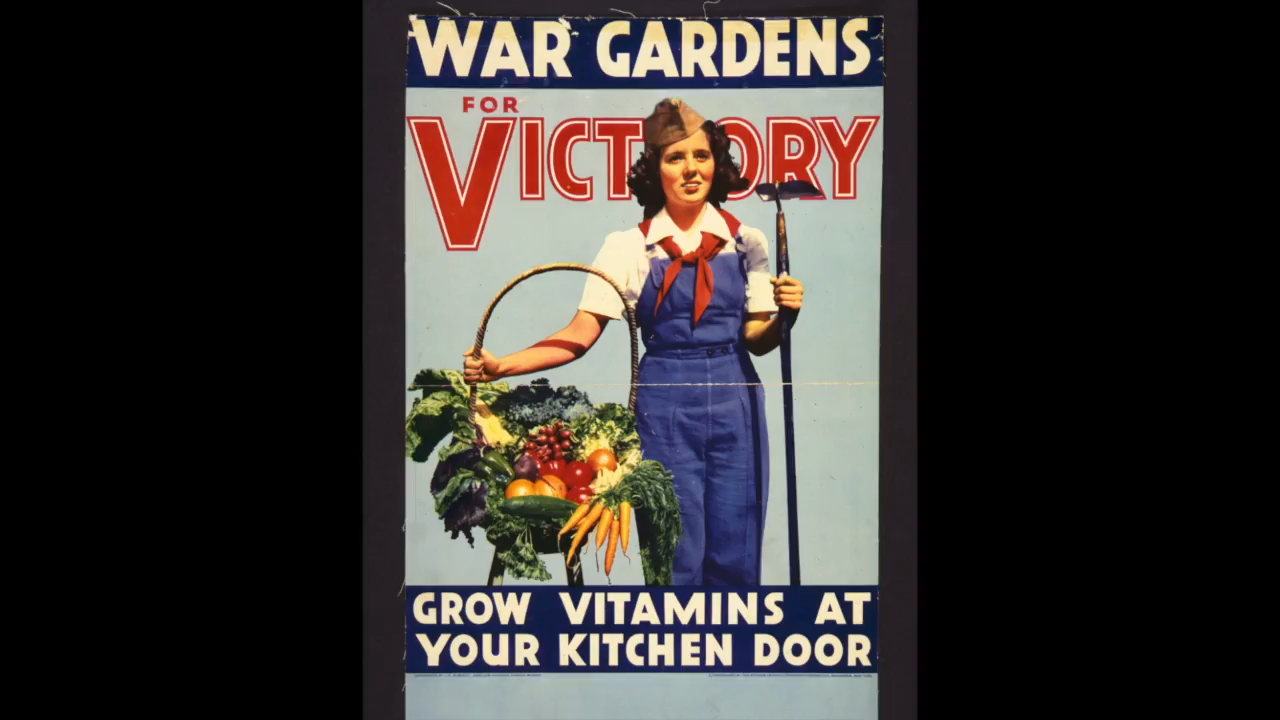 WAR GARDENS
FOR
VICTORY
GROW VITAMINS AT
YOUR KITCHEN DOOR